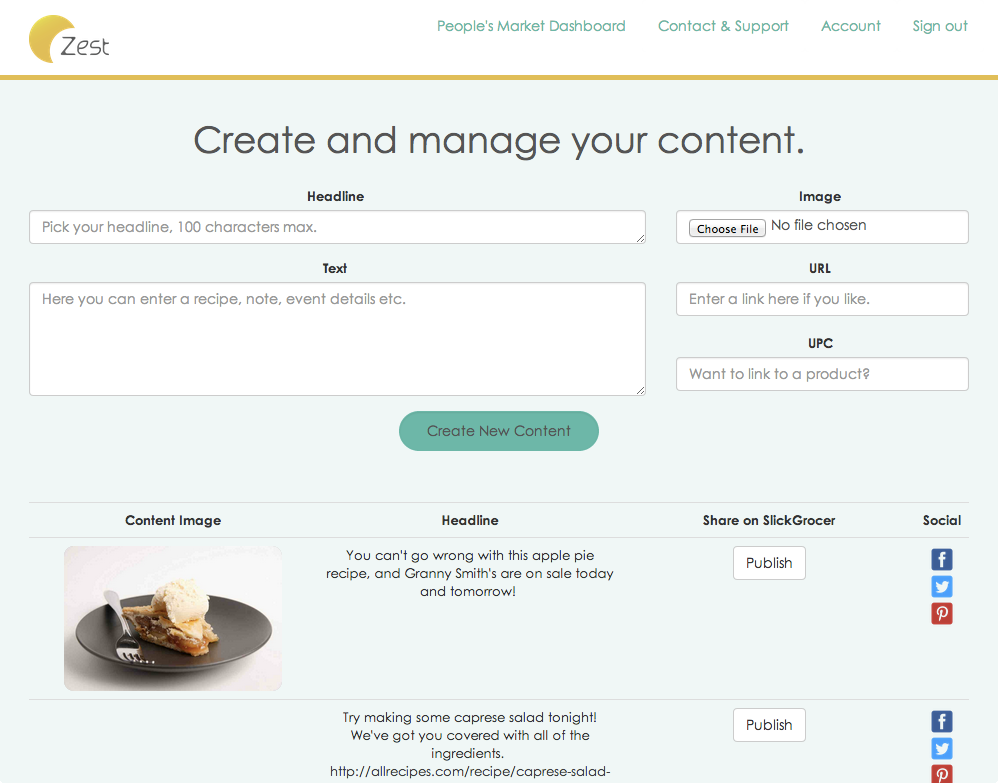 Zest
People's Market Dashboard Contact & Support Account Sign out
Create and manage your content.
Headline
Pick your headline, 100 characters max.
Image
Choose File No file chosen
Text
Here you can enter a recipe, note, event details etc.
URL
Enter a link here if you like.
UPC
Want to link to a product?
Create New Content
Content Image Headline Share on SlickGrocer Social
You can't go wrong with this apple pie
recipe, and Granny Smith's are on sale today
and tomorrow!
Publish
Try making some caprese salad tonight!
We've got you covered with all of the
ingredients.
http://allrecipes.com/recipe/caprese-salad-
Publish